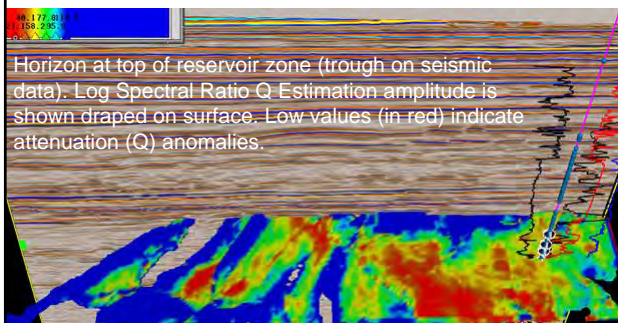 Horizon at top of reservoir zone (trough on seismic
data). Log Spectral Ratio Q Estimation amplitude is
shown draped on surface. Low values (in red) indicate
attenuation (Q) anomalies.